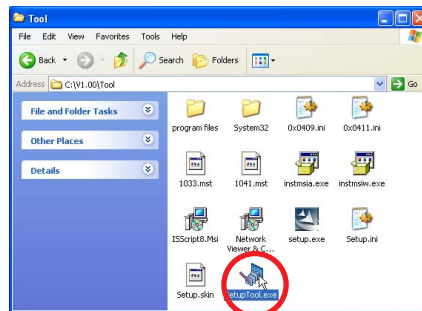 Tool
File Edit View Favorites Tools Help
Back Search Folders
Address C:\V1.00\Tool Go
File and Folder Tasks
Other Places
Details
program files System32 0x0409.ini 0x0411.ini
1033.mst 1041.mst instmsia.exe instmsiw.exe
ISScript8.Msi Network Viewer & C... setup.exe Setup.ini
Setup.skin SetupTool.exe